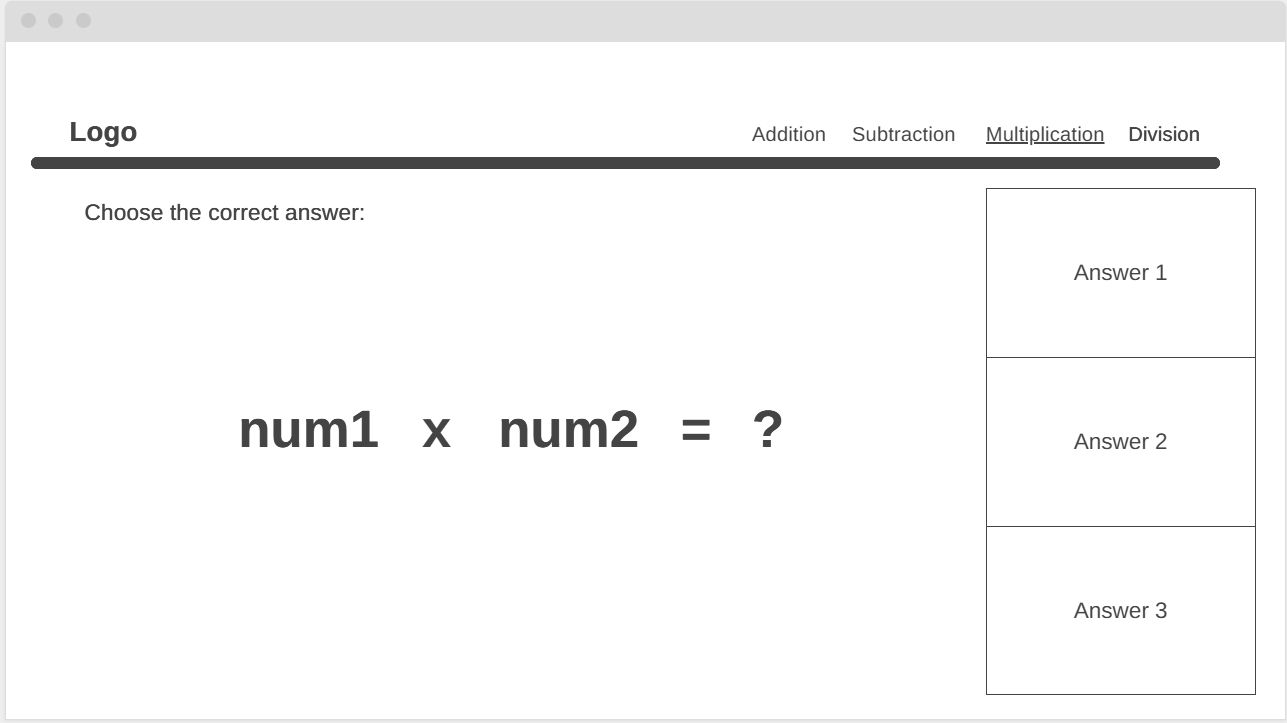 Logo
Addition Subtraction Multiplication Division
Choose the correct answer:
num1 x num2 = ?
Answer 1
Answer 2
Answer 3